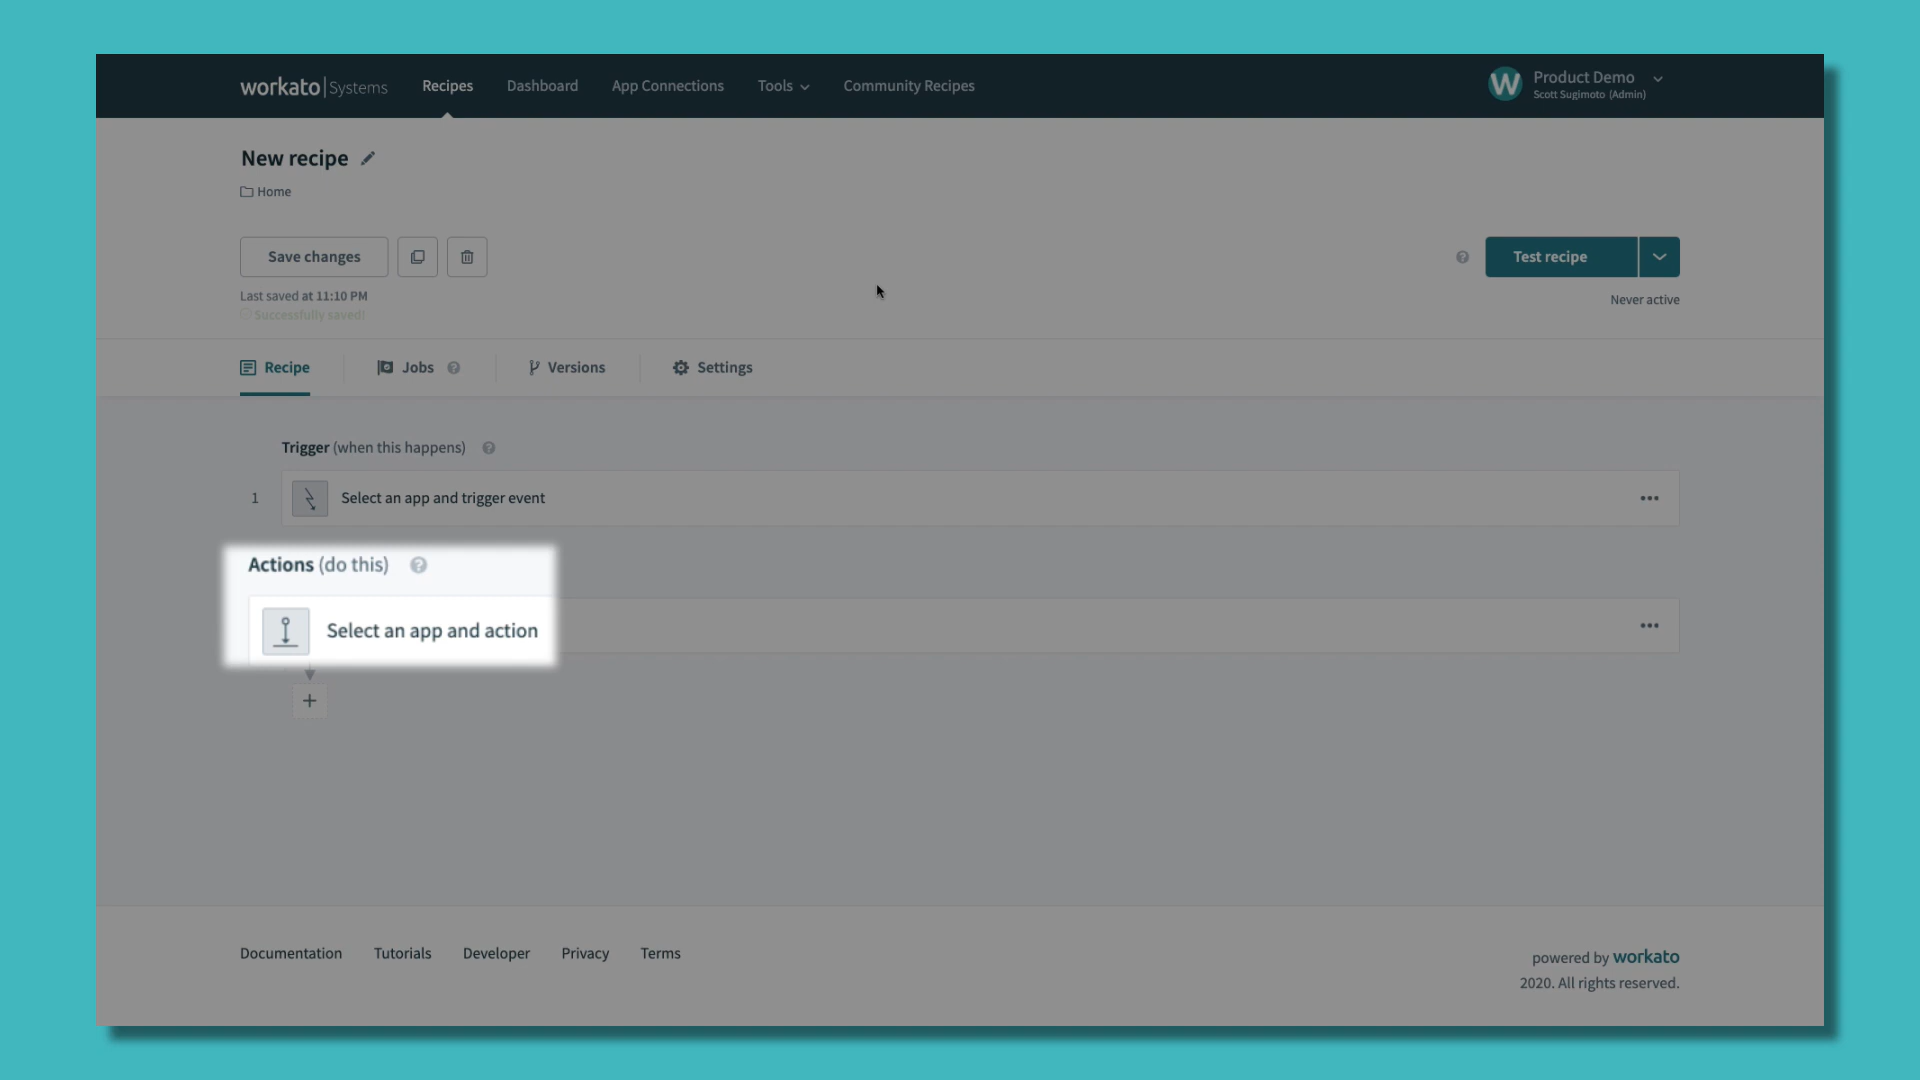 workato|Systems Recipes Dashboard App Connections Tools Community Recipes
W Product Demo
Scott Sugimoto (Admin)
New recipe
Home
Save changes
Test recipe
Last saved at 11:10 PM
Never active
Successfully saved!
Recipe Jobs Versions Settings
Trigger (when this happens)
1 Select an app and trigger event
Actions (do this)
Select an app and action
Documentation Tutorials Developer Privacy Terms
powered by workato
2020. All rights reserved.